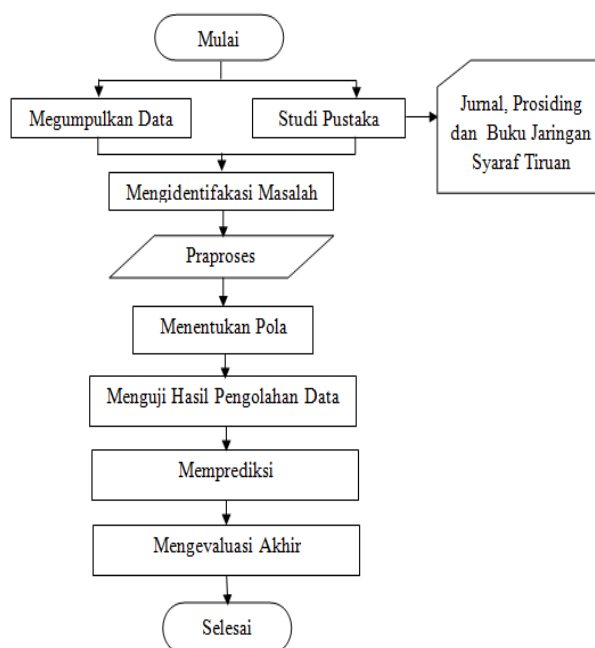 Mulai
Megumpulkan Data
Studi Pustaka
Jurnal, Prosiding
dan Buku Jaringan
Syaraf Tiruan
Mengidentifakasi Masalah
Praproses
Menentukan Pola
Menguji Hasil Pengolahan Data
Memprediksi
Mengevaluasi Akhir
Selesai